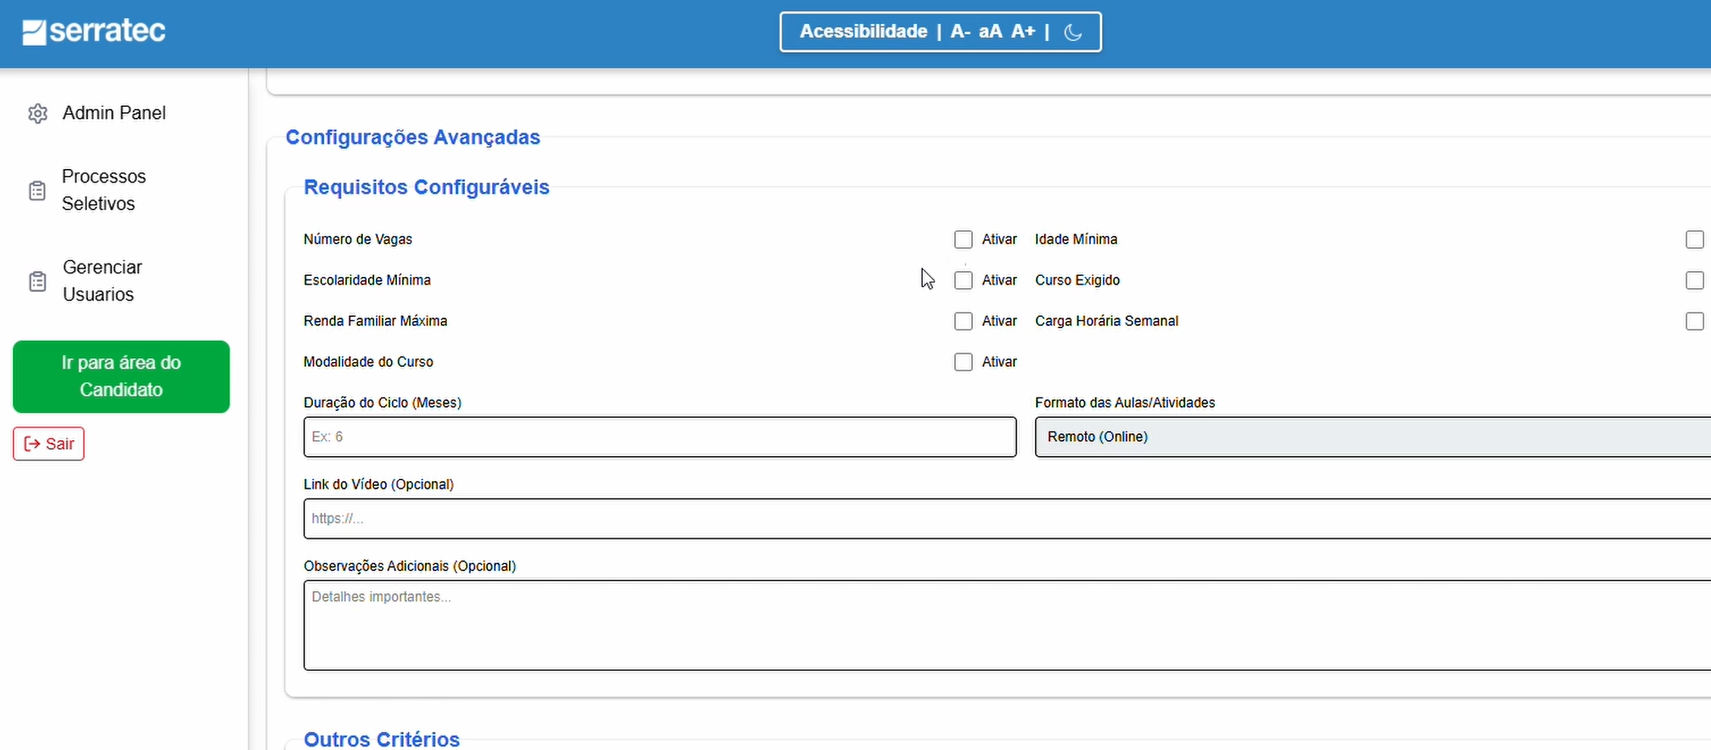 serratec
Acessibilidade | A- aA A+ |
Admin Panel
Processos
Seletivos
Gerenciar
Usuarios
Ir para área do
Candidato
Sair
Configurações Avançadas
Requisitos Configuráveis
Número de Vagas
Ativar
Idade Mínima
Escolaridade Mínima
Ativar
Curso Exigido
Renda Familiar Máxima
Ativar
Carga Horária Semanal
Modalidade do Curso
Ativar
Duração do Ciclo (Meses)
Ex: 6
Formato das Aulas/Atividades
Remoto (Online)
Link do Vídeo (Opcional)
https://...
Observações Adicionais (Opcional)
Detalhes importantes...
Outros Critérios